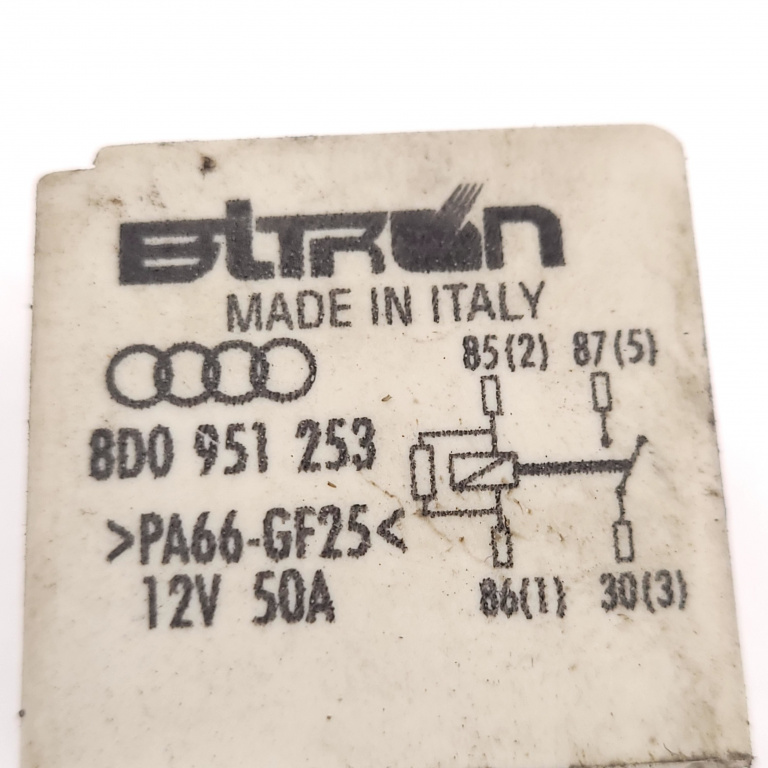 BITRON
MADE IN ITALY
85(2) 87(5)
8D0 951 253
>PA66-GF25<
12V 50A
86(1) 30(3)